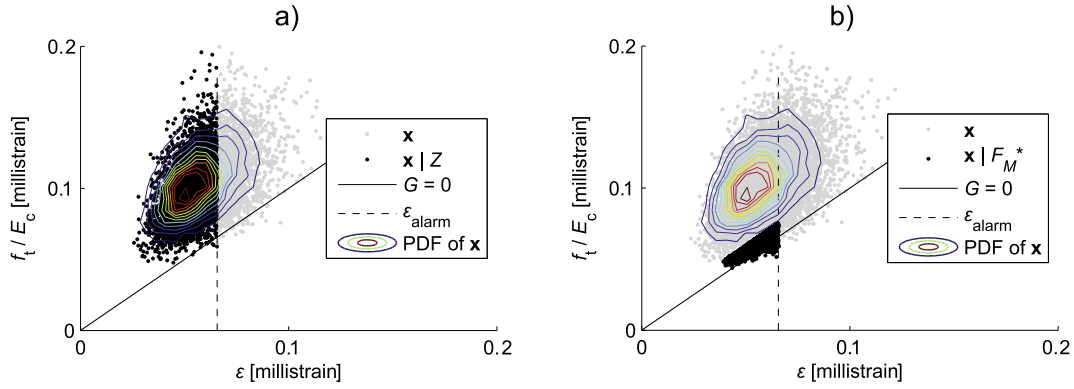 a)
0.2
0.1
0
0
0.1
0.2
f_t / E_c [millistrain]
ε [millistrain]
x
x | Z
G = 0
ε_alarm
PDF of x
b)
0.2
0.1
0
0
0.1
0.2
f_t / E_c [millistrain]
ε [millistrain]
x
x | F_M*
G = 0
ε_alarm
PDF of x